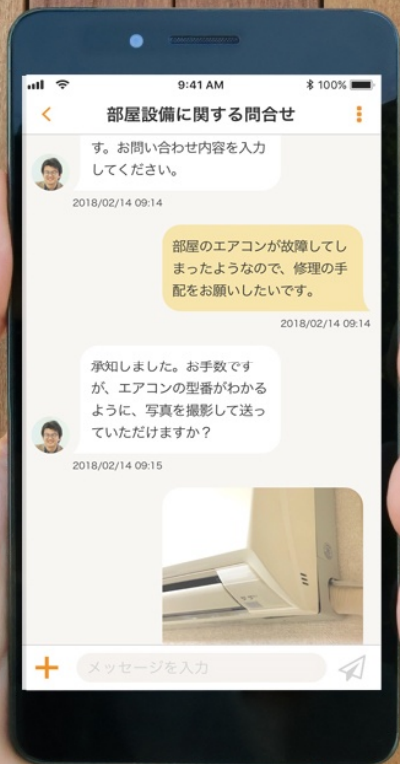 9:41 AM
100%
部屋設備に関する問合せ
す。お問い合わせ内容を入力
してください。
2018/02/14 09:14
部屋のエアコンが故障してし
まったようなので、修理の手
配をお願いしたいです。
2018/02/14 09:14
承知しました。お手数です
が、エアコンの型番がわかる
ように、写真を撮影して送っ
ていただけますか？
2018/02/14 09:15
メッセージを入力